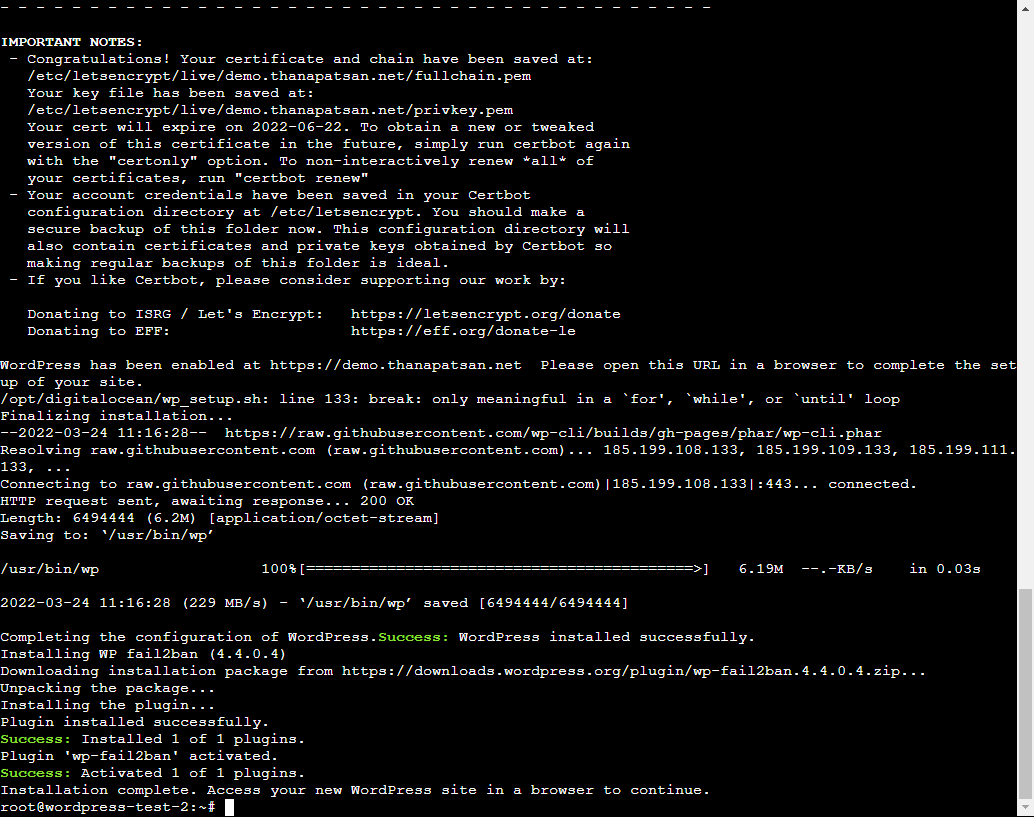 - - - - - - - - - - - - - - - - - - - - - - - - - - - - - - - - - - - - - - - -
IMPORTANT NOTES:
- Congratulations! Your certificate and chain have been saved at:
/etc/letsencrypt/live/demo.thanapatsan.net/fullchain.pem
Your key file has been saved at:
/etc/letsencrypt/live/demo.thanapatsan.net/privkey.pem
Your cert will expire on 2022-06-22. To obtain a new or tweaked
version of this certificate in the future, simply run certbot again
with the "certonly" option. To non-interactively renew *all* of
your certificates, run "certbot renew"
- Your account credentials have been saved in your Certbot
configuration directory at /etc/letsencrypt. You should make a
secure backup of this folder now. This configuration directory will
also contain certificates and private keys obtained by Certbot so
making regular backups of this folder is ideal.
- If you like Certbot, please consider supporting our work by:
Donating to ISRG / Let's Encrypt:   https://letsencrypt.org/donate
Donating to EFF:                    https://eff.org/donate-le
WordPress has been enabled at https://demo.thanapatsan.net  Please open this URL in a browser to complete the set
up of your site.
/opt/digitalocean/wp_setup.sh: line 133: break: only meaningful in a `for', `while', or `until' loop
Finalizing installation...
--2022-03-24 11:16:28--  https://raw.githubusercontent.com/wp-cli/builds/gh-pages/phar/wp-cli.phar
Resolving raw.githubusercontent.com (raw.githubusercontent.com)... 185.199.108.133, 185.199.109.133, 185.199.111.
133, ...
Connecting to raw.githubusercontent.com (raw.githubusercontent.com)|185.199.108.133|:443... connected.
HTTP request sent, awaiting response... 200 OK
Length: 6494444 (6.2M) [application/octet-stream]
Saving to: ‘/usr/bin/wp’
/usr/bin/wp                  100%[===========================================>]   6.19M  --.-KB/s    in 0.03s
2022-03-24 11:16:28 (229 MB/s) - ‘/usr/bin/wp’ saved [6494444/6494444]
Completing the configuration of WordPress.Success: WordPress installed successfully.
Installing WP fail2ban (4.4.0.4)
Downloading installation package from https://downloads.wordpress.org/plugin/wp-fail2ban.4.4.0.4.zip...
Unpacking the package...
Installing the plugin...
Plugin installed successfully.
Success: Installed 1 of 1 plugins.
Plugin 'wp-fail2ban' activated.
Success: Activated 1 of 1 plugins.
Installation complete. Access your new WordPress site in a browser to continue.
root@wordpress-test-2:~#